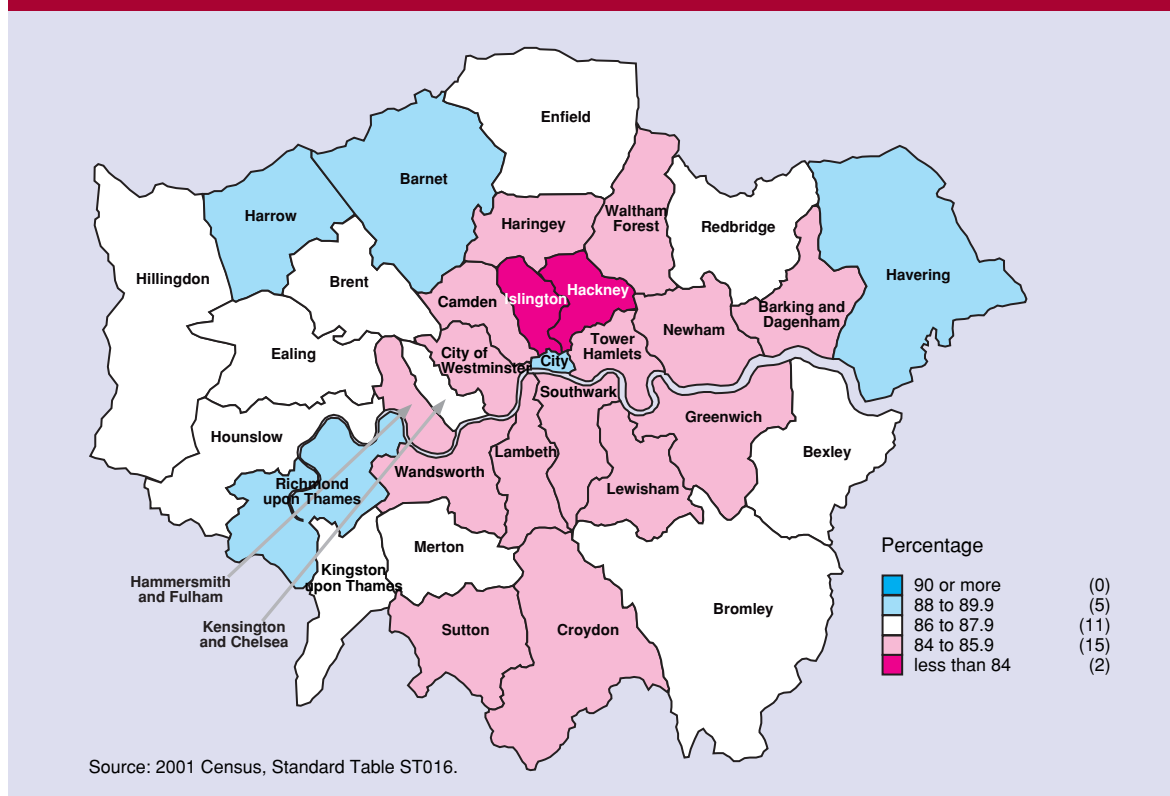 Enfield
Barnet
Harrow
Haringey
Waltham
Forest
Redbridge
Havering
Hillingdon
Brent
Camden
Islington
Hackney
Barking and
Dagenham
Newham
Ealing
City of
Westminster
City
Tower
Hamlets
Southwark
Greenwich
Hounslow
Bexley
Richmond
upon Thames
Wandsworth
Lambeth
Lewisham
Merton
Hammersmith
and Fulham
Kingston
upon Thames
Kensington
and Chelsea
Sutton
Croydon
Bromley
Percentage
90 or more (0)
88 to 89.9 (5)
86 to 87.9 (11)
84 to 85.9 (15)
less than 84 (2)
Source: 2001 Census, Standard Table ST016.